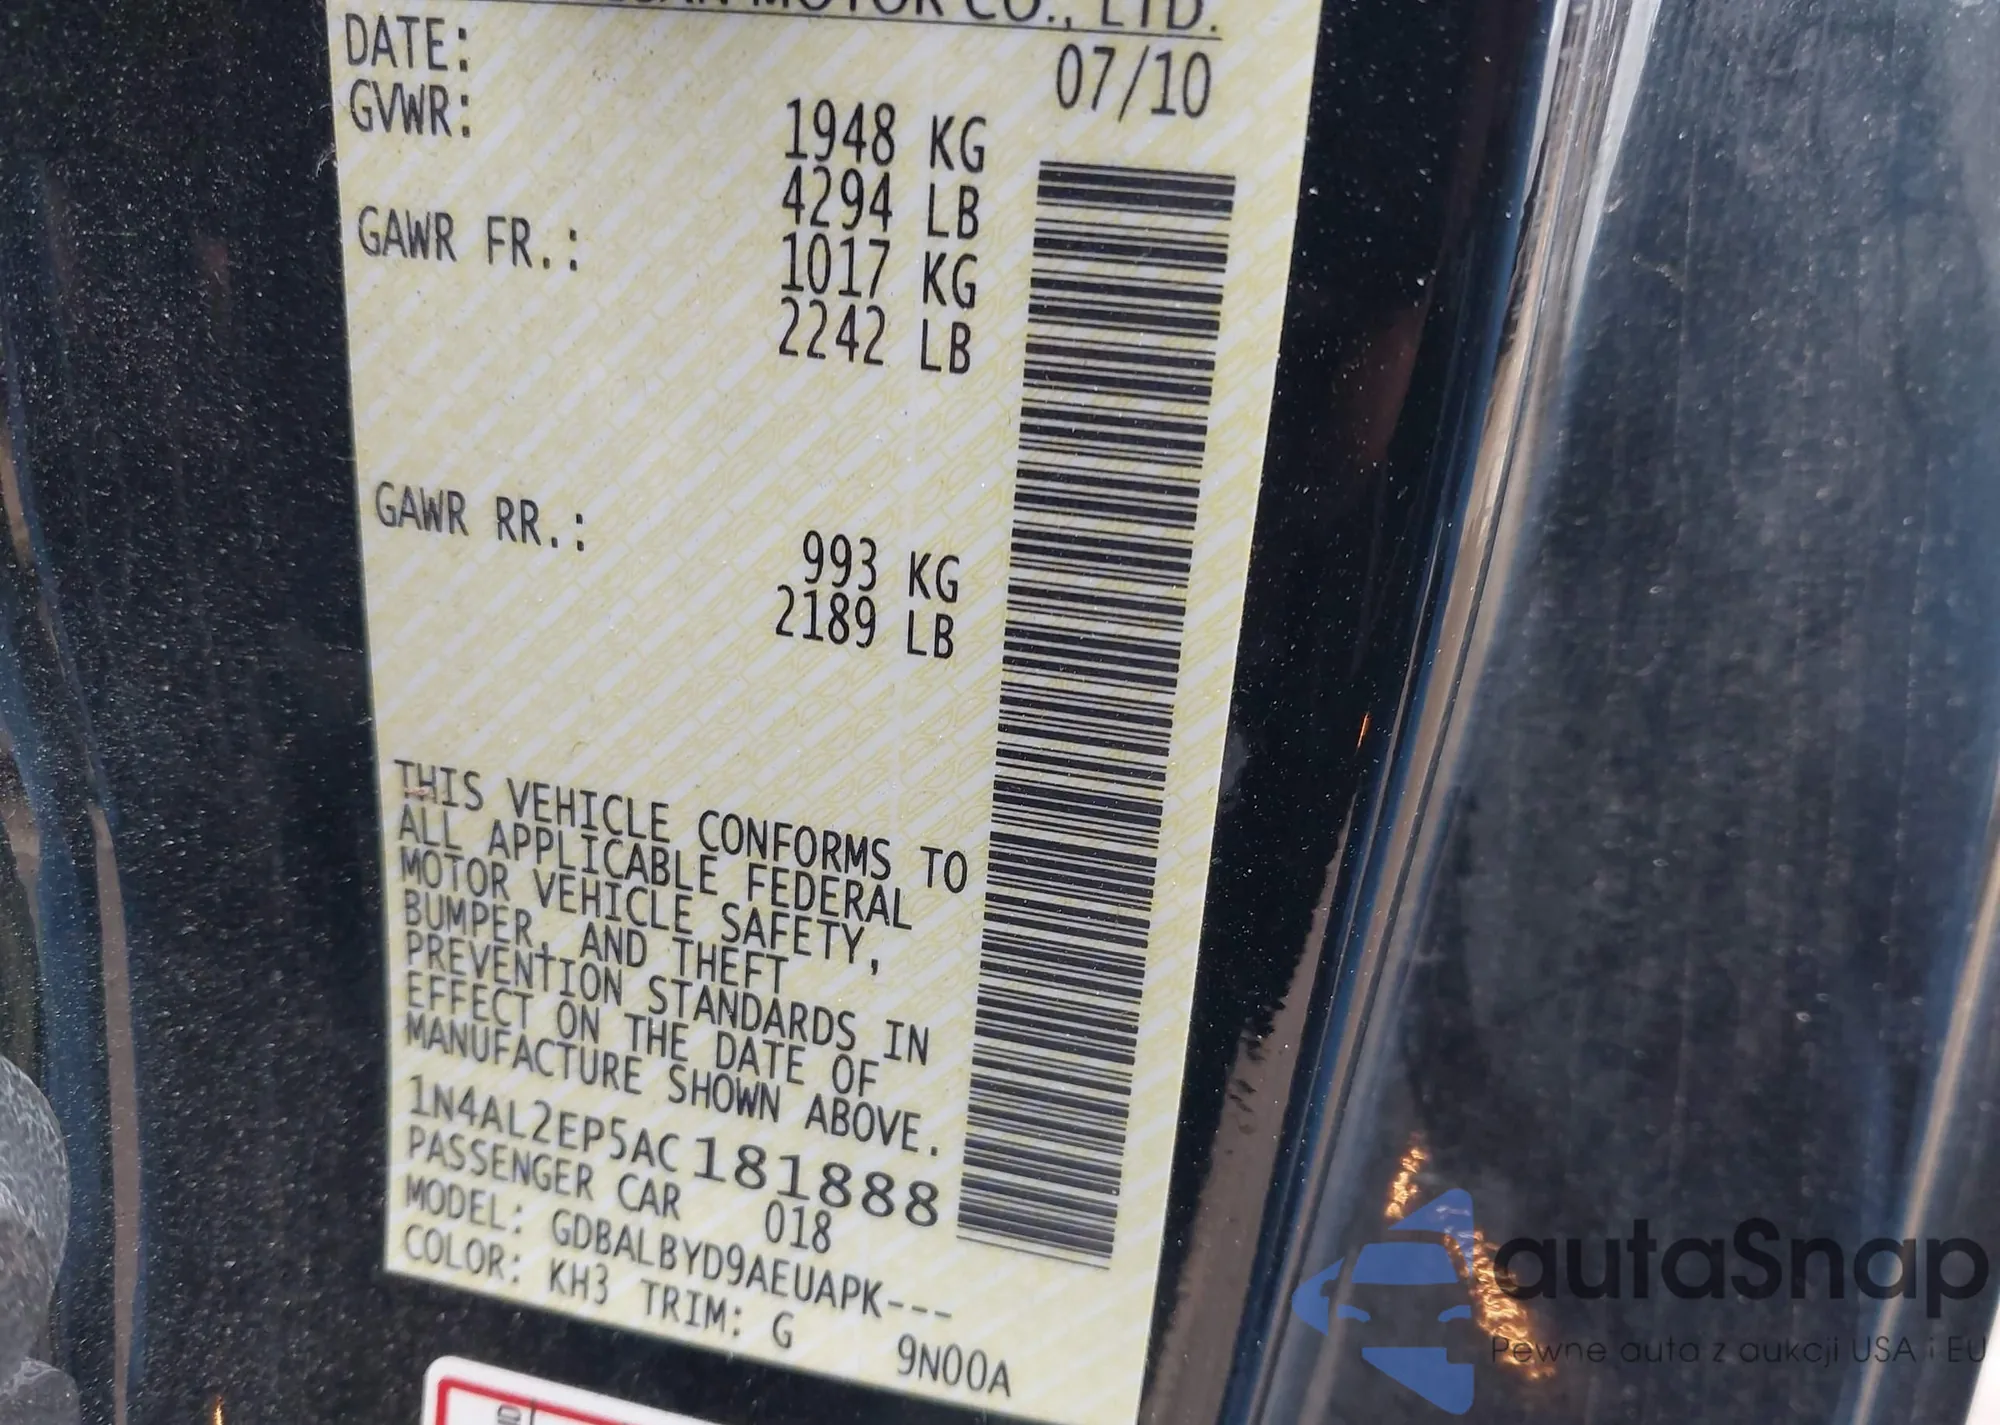 MOTOR CO., LTD.
DATE: 07/10
GVWR: 1948 KG
4294 LB
GAWR FR.: 1017 KG
2242 LB
GAWR RR.: 993 KG
2189 LB
THIS VEHICLE CONFORMS TO
ALL APPLICABLE FEDERAL
MOTOR VEHICLE SAFETY,
BUMPER, AND THEFT
PREVENTION STANDARDS IN
EFFECT ON THE DATE OF
MANUFACTURE SHOWN ABOVE.
1N4AL2EP5AC181888
PASSENGER CAR 018
MODEL: GDBALBYD9AEUAPK---
COLOR: KH3 TRIM: G 9N00A
autaSnap
Pewne auta z aukcji USA i EU